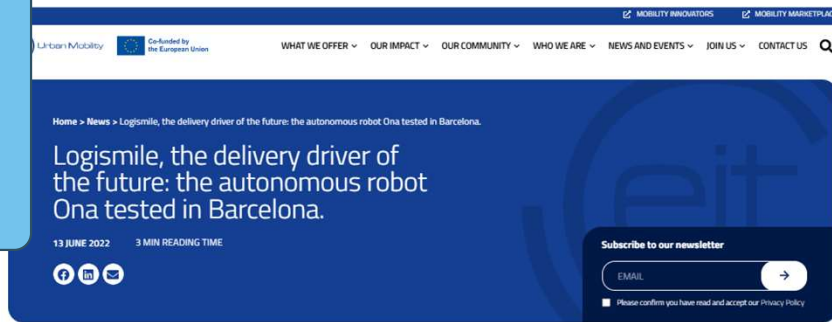 MOBILITY INNOVATORS MOBILITY MARKETPLAC
Urban Mobility
Co-funded by
the European Union
WHAT WE OFFER OUR IMPACT OUR COMMUNITY WHO WE ARE NEWS AND EVENTS JOIN US CONTACT US
Home > News > Logismile, the delivery driver of the future: the autonomous robot Ona tested in Barcelona.
Logismile, the delivery driver of
the future: the autonomous robot
Ona tested in Barcelona.
13 JUNE 2022 3 MIN READING TIME
eit
Subscribe to our newsletter
EMAIL
Please confirm you have read and accept our Privacy Policy